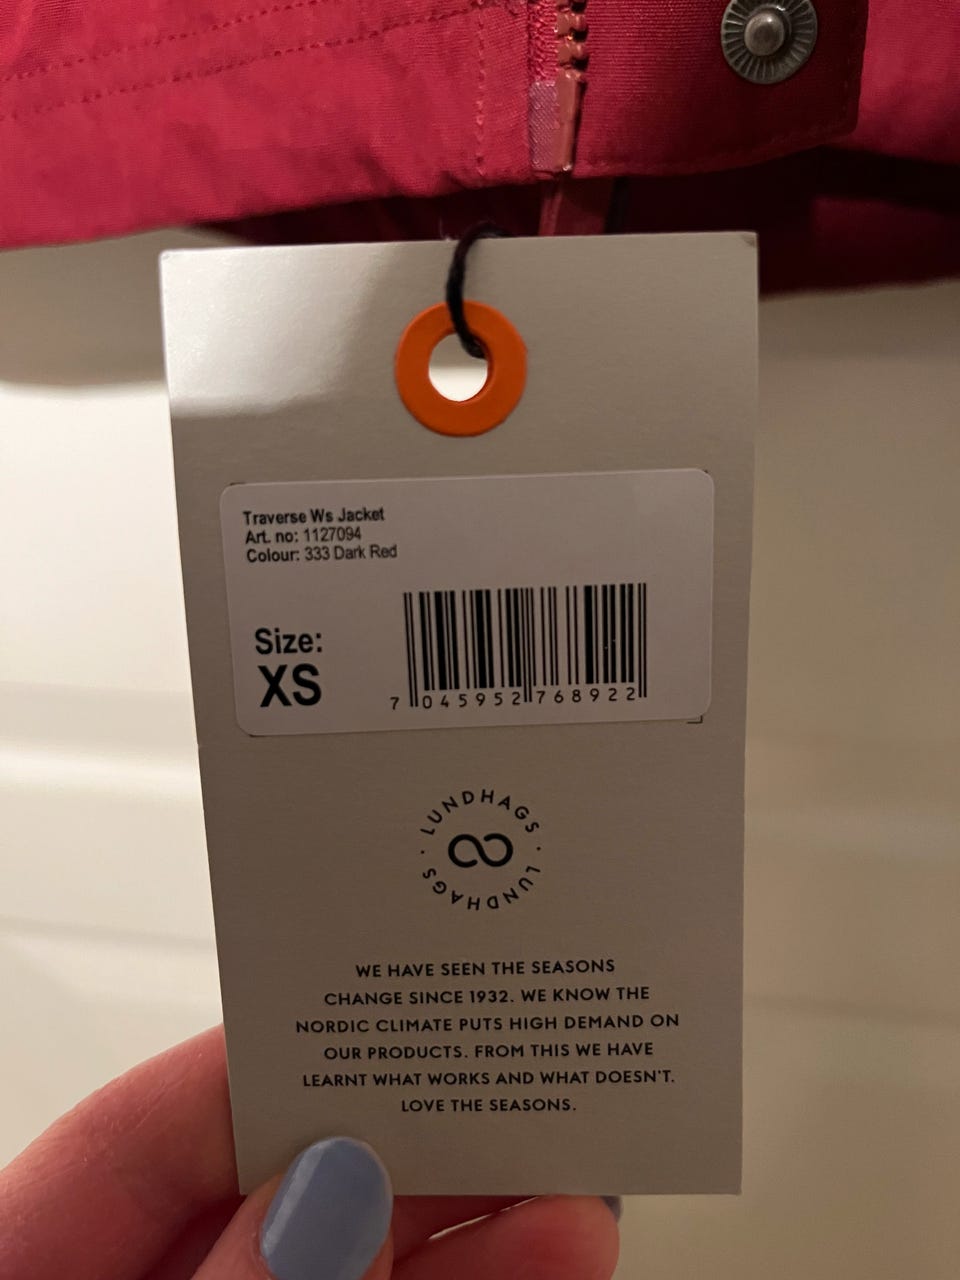 Traverse Ws Jacket
Art. no: 1127094
Colour: 333 Dark Red
Size:
XS
7 045952 768922
LUNDHAGS · LUNDHAGS ·
WE HAVE SEEN THE SEASONS
CHANGE SINCE 1932. WE KNOW THE
NORDIC CLIMATE PUTS HIGH DEMAND ON
OUR PRODUCTS. FROM THIS WE HAVE
LEARNT WHAT WORKS AND WHAT DOESN'T.
LOVE THE SEASONS.